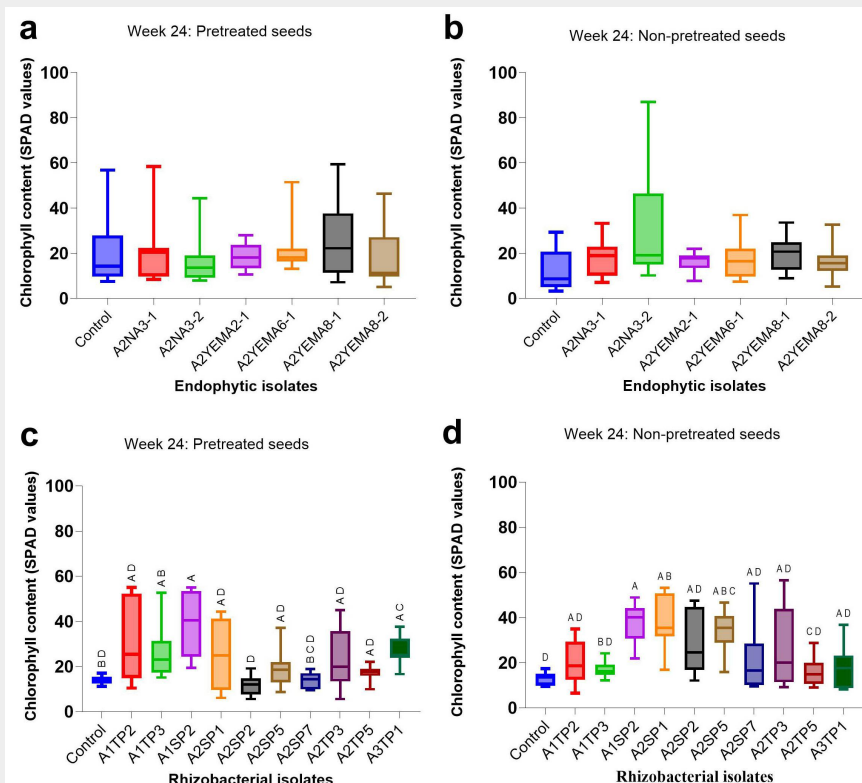 a
Week 24: Pretreated seeds
Chlorophyll content (SPAD values)
100
80
60
40
20
0
Control
A2NA3-1
A2NA3-2
A2YEMA2-1
A2YEMA6-1
A2YEMA8-1
A2YEMA8-2
Endophytic isolates
b
Week 24: Non-pretreated seeds
Chlorophyll content (SPAD values)
100
80
60
40
20
0
Control
A2NA3-1
A2NA3-2
A2YEMA2-1
A2YEMA6-1
A2YEMA8-1
A2YEMA8-2
Endophytic isolates
c
Week 24: Pretreated seeds
Chlorophyll content (SPAD values)
100
80
60
40
20
0
B D
A D
A B
A
A D
D
A D
B C D
A D
A D
A C
Control
A1TP2
A1TP3
A1SP2
A2SP1
A2SP2
A2SP5
A2SP7
A2TP3
A2TP5
A3TP1
Rhizobacterial isolates
d
Week 24: Non-pretreated seeds
Chlorophyll content (SPAD values)
100
80
60
40
20
0
D
A D
B D
A
A B
A D
A B C
A D
A D
C D
A D
Control
A1TP2
A1TP3
A1SP2
A2SP1
A2SP2
A2SP5
A2SP7
A2TP3
A2TP5
A3TP1
Rhizobacterial isolates